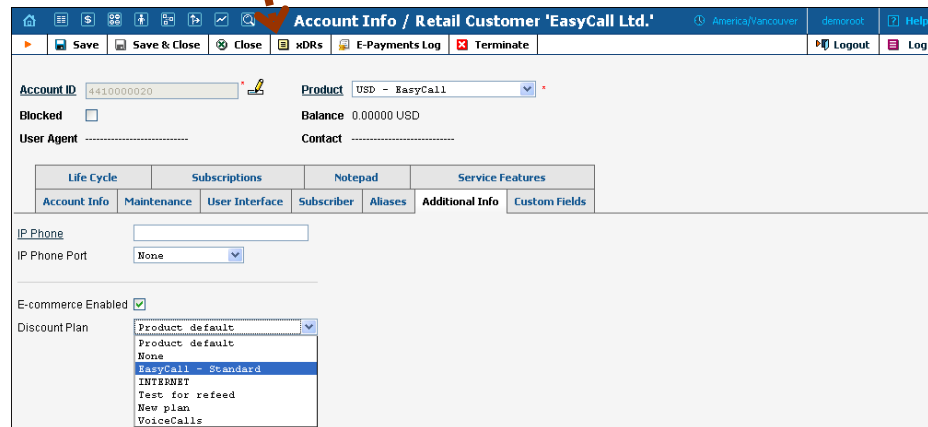 Account Info / Retail Customer 'EasyCall Ltd.' America/Vancouver demoroot ? Help
Save Save & Close Close xDRs E-Payments Log Terminate Logout Log
Account ID 4410000020 * Product USD - EasyCall *
Blocked Balance 0.00000 USD
User Agent --------------------------- Contact ---------------------------
Life Cycle Subscriptions Notepad Service Features
Account Info Maintenance User Interface Subscriber Aliases Additional Info Custom Fields
IP Phone
IP Phone Port None
E-commerce Enabled
Discount Plan Product default
Product default
None
EasyCall - Standard
INTERNET
Test for refeed
New plan
VoiceCalls